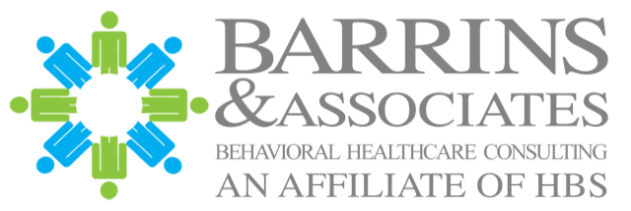 BARRINS
&ASSOCIATES
BEHAVIORAL HEALTHCARE CONSULTING
AN AFFILIATE OF HBS